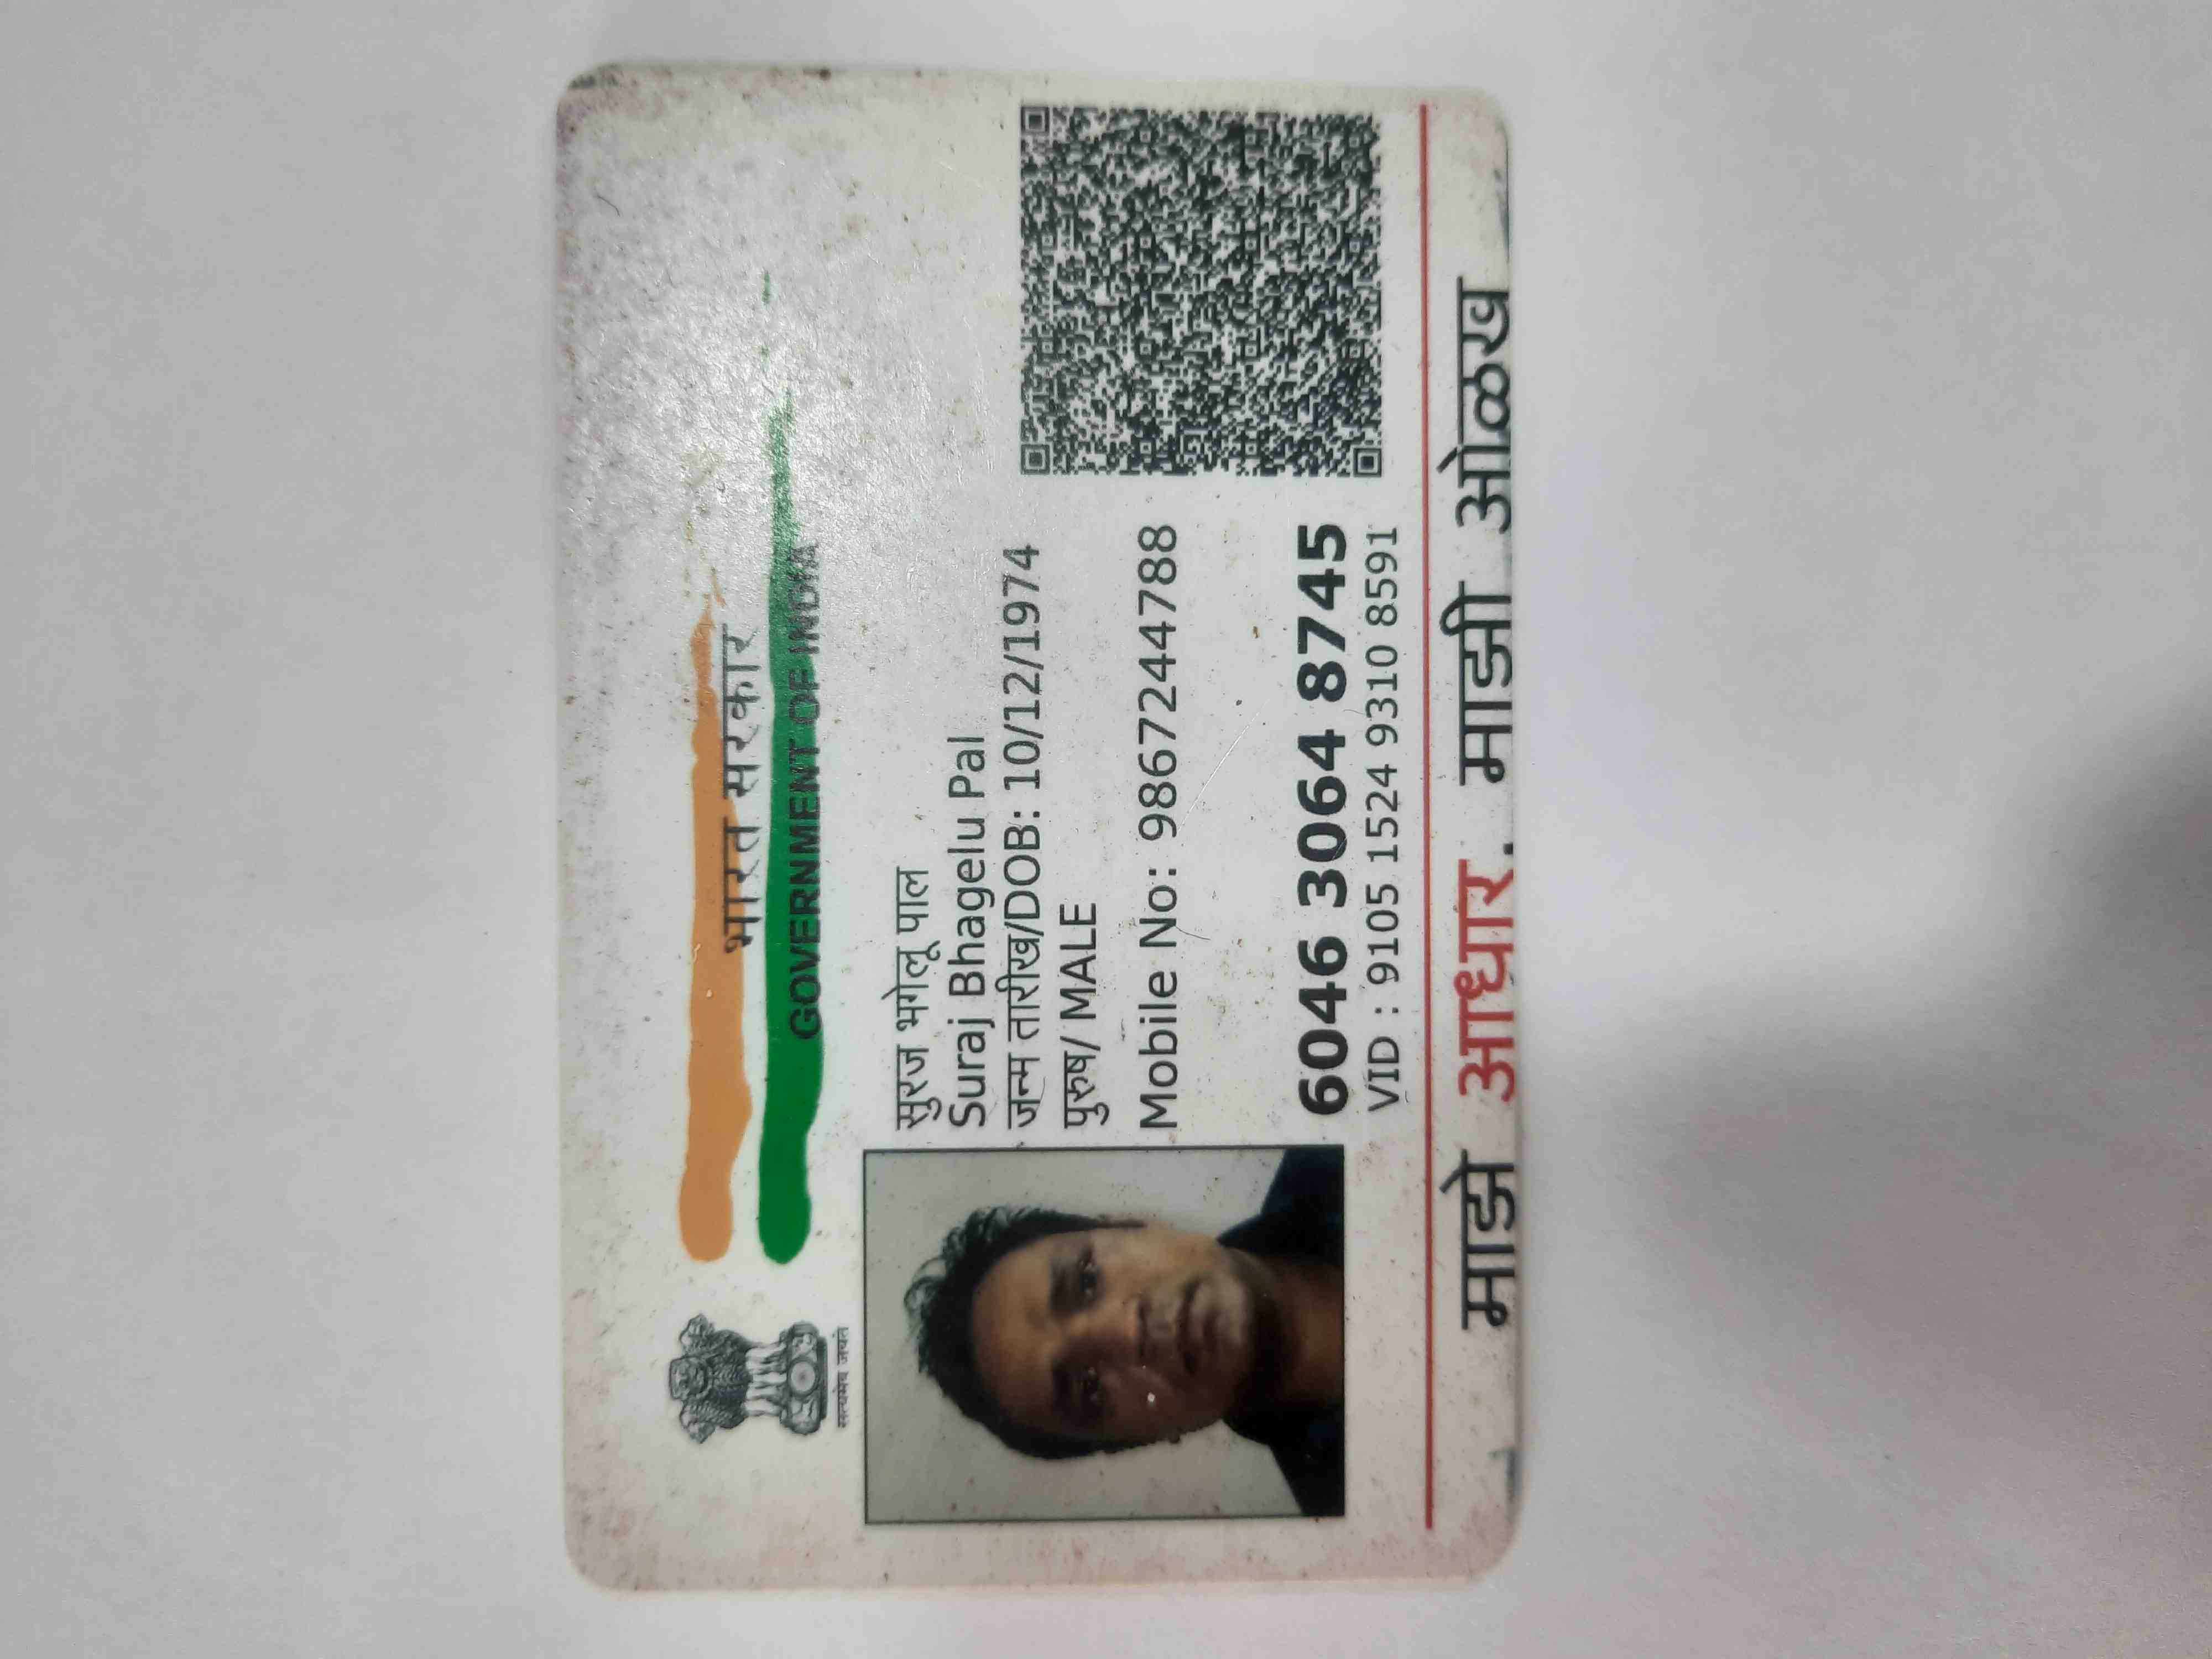 भारत सरकार
GOVERNMENT OF INDIA
सत्यमेव जयते
सुरज भगेलू पाल
Suraj Bhagelu Pal
जन्म तारीख/DOB: 10/12/1974
पुरुष/ MALE
Mobile No: 9867244788
6046 3064 8745
VID : 9105 1524 9310 8591
माझे आधार, माझी ओळख